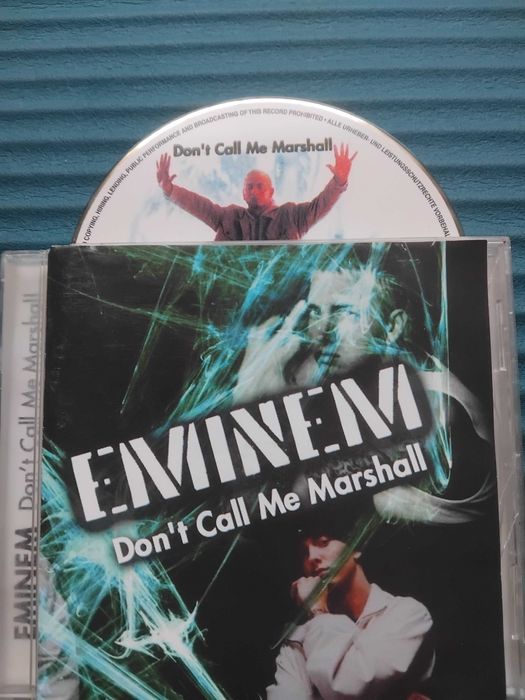 COPYING, HIRING, LENDING, PUBLIC PERFORMANCE AND BROADCASTING OF THIS RECORD PROHIBITED • ALLE URHEBER- UND LEISTUNGSSCHUTZRECHTE VORBEHAL
Don't Call Me Marshall
EMINEM
Don't Call Me Marshall
EMINEM Don't Call Me Marshall